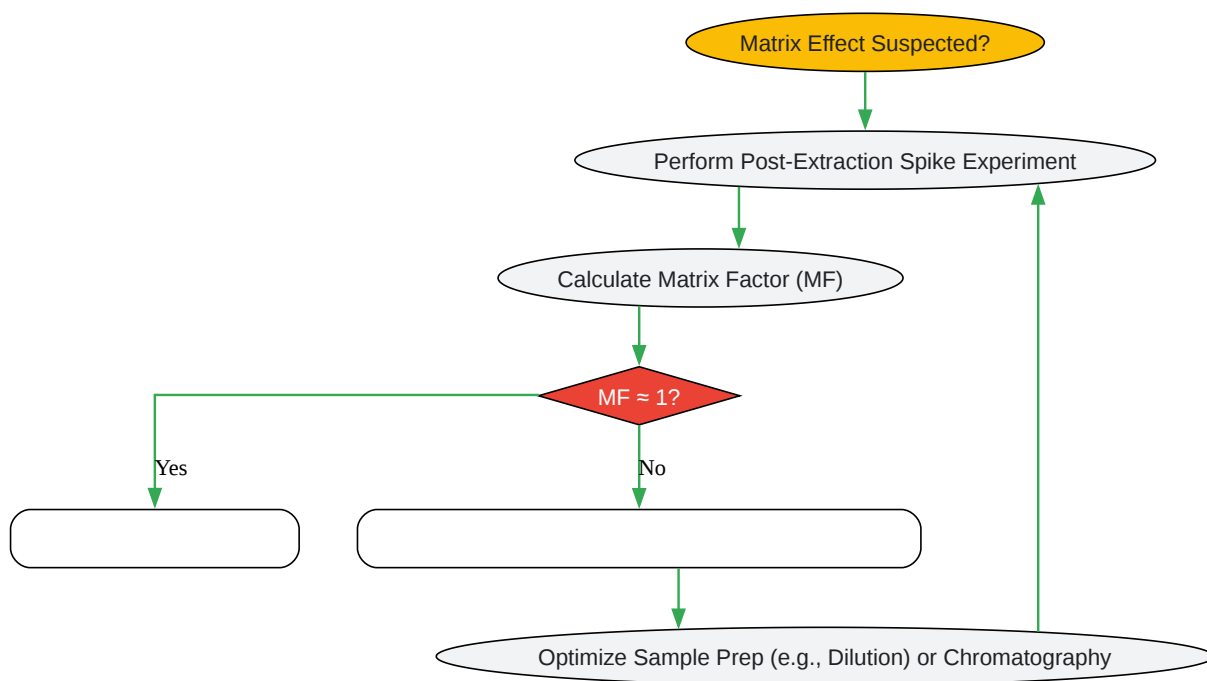 Matrix Effect Suspected?
Perform Post-Extraction Spike Experiment
Calculate Matrix Factor (MF)
MF ≈ 1?
Yes
No
Optimize Sample Prep (e.g., Dilution) or Chromatography